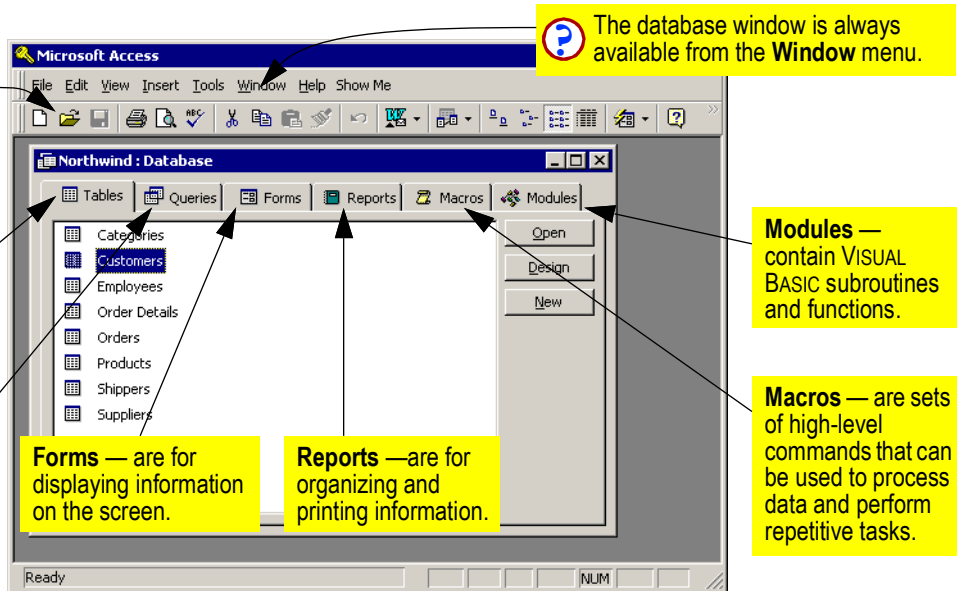 The database window is always
available from the Window menu.
Microsoft Access
File Edit View Insert Tools Window Help Show Me
ABC
Northwind : Database
Tables Queries Forms Reports Macros Modules
Categories
Customers
Employees
Order Details
Orders
Products
Shippers
Suppliers
Open
Design
New
Modules —
contain VISUAL
BASIC subroutines
and functions.
Macros — are sets
of high-level
commands that can
be used to process
data and perform
repetitive tasks.
Forms — are for
displaying information
on the screen.
Reports —are for
organizing and
printing information.
Ready
NUM